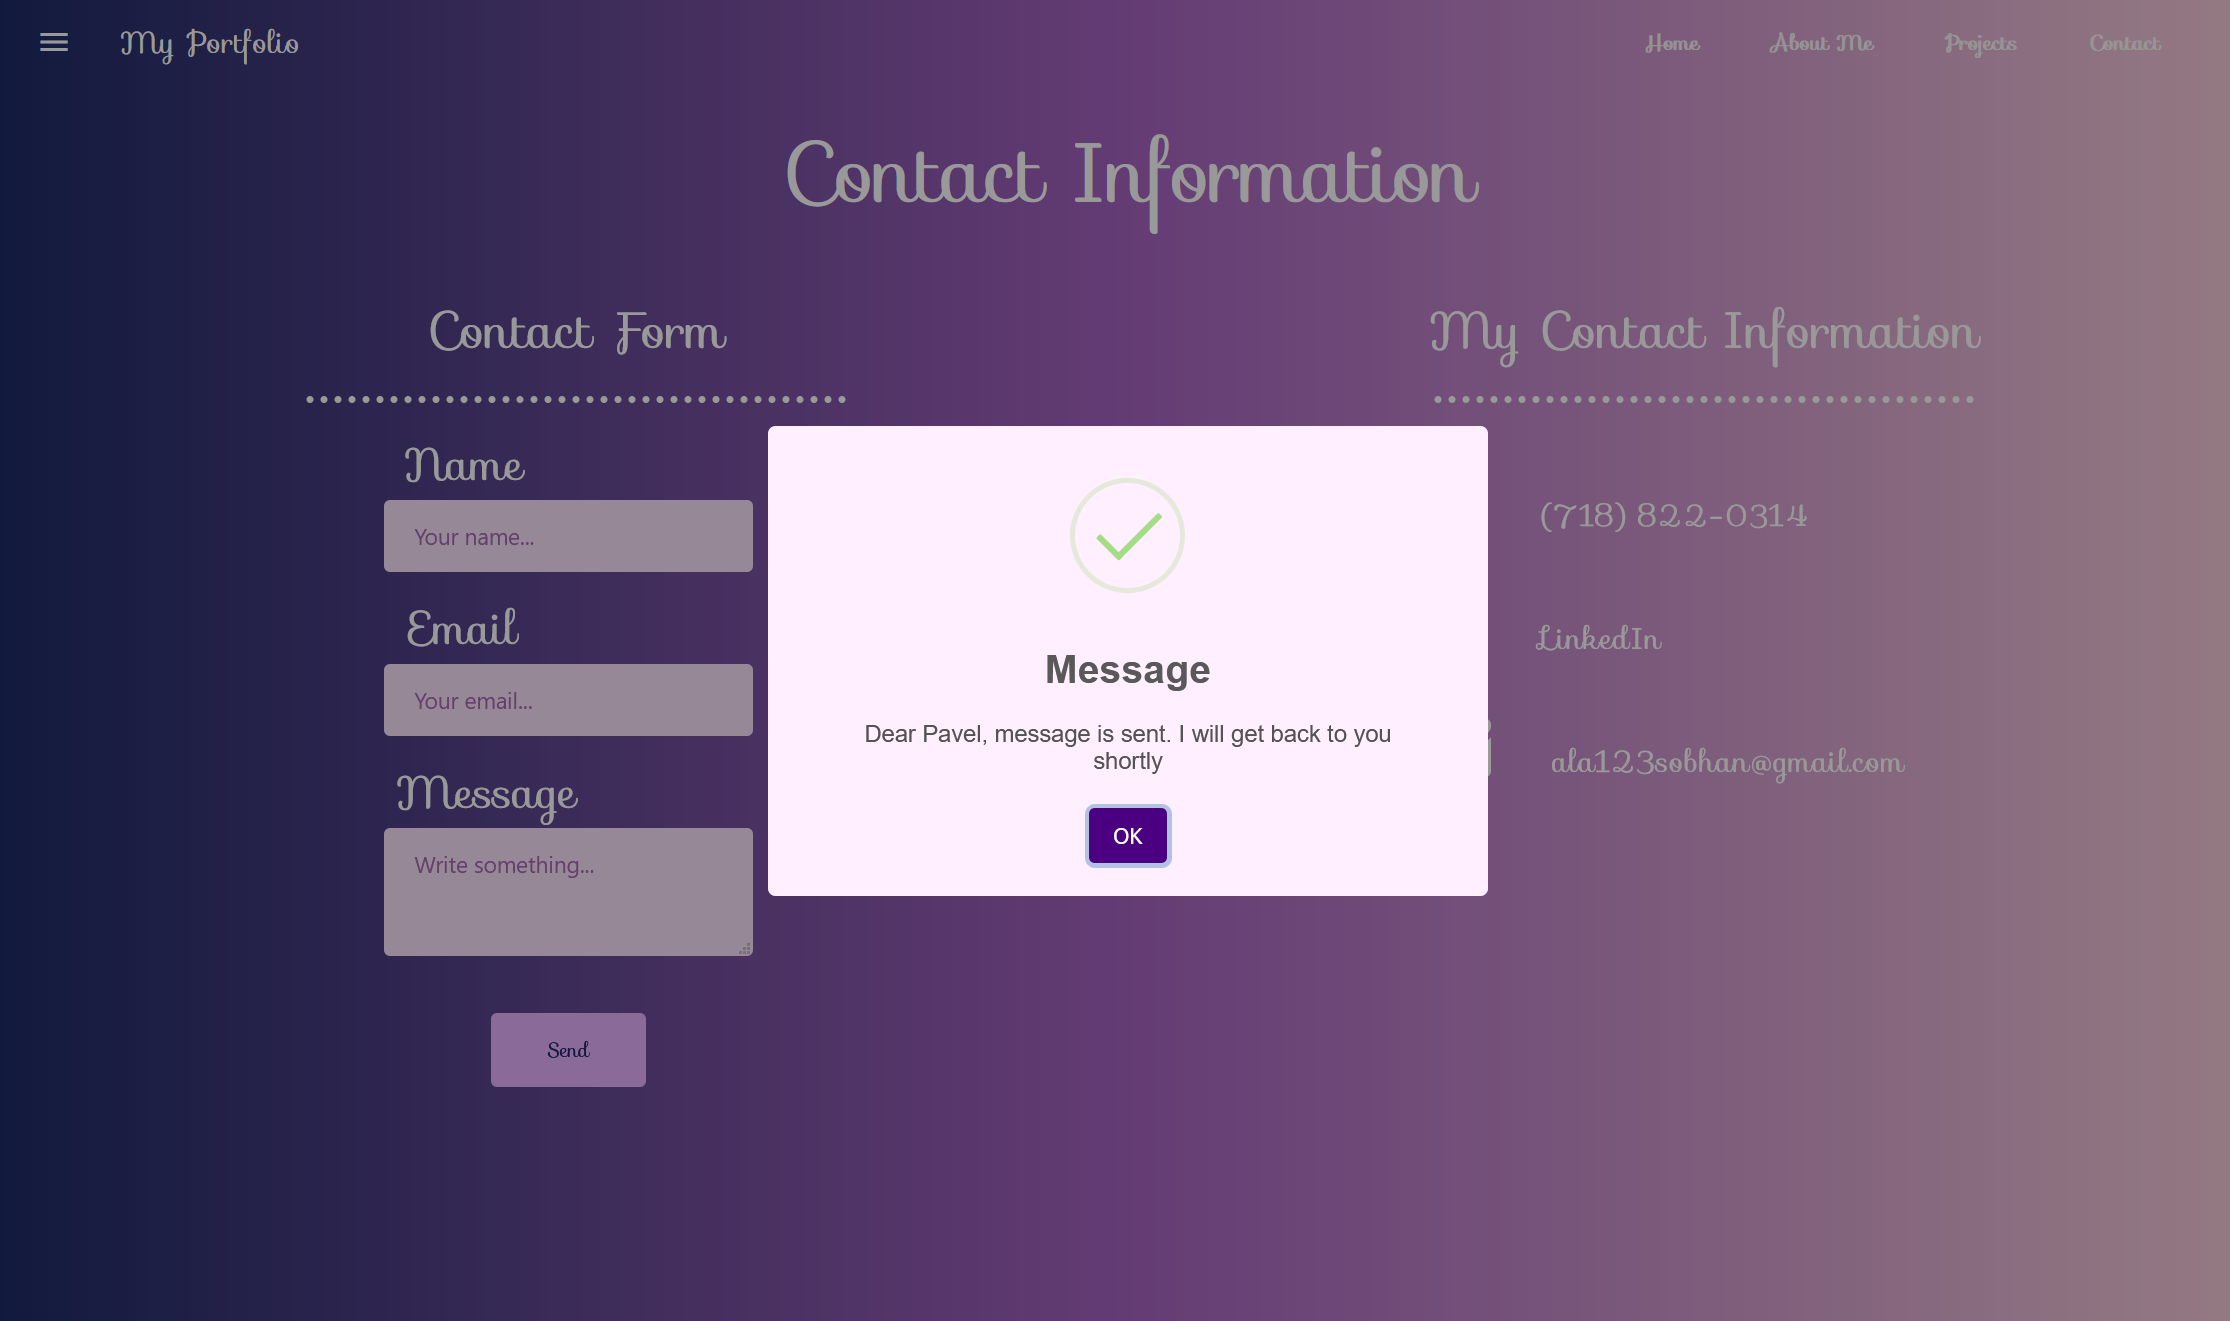 My Portfolio
Home
About Me
Projects
Contact
Contact Information
Contact Form
My Contact Information
Name
Your name...
Email
Your email...
Message
Write something...
Send
(718) 822-0314
LinkedIn
ala123sobhan@gmail.com
Message
Dear Pavel, message is sent. I will get back to you
shortly
OK